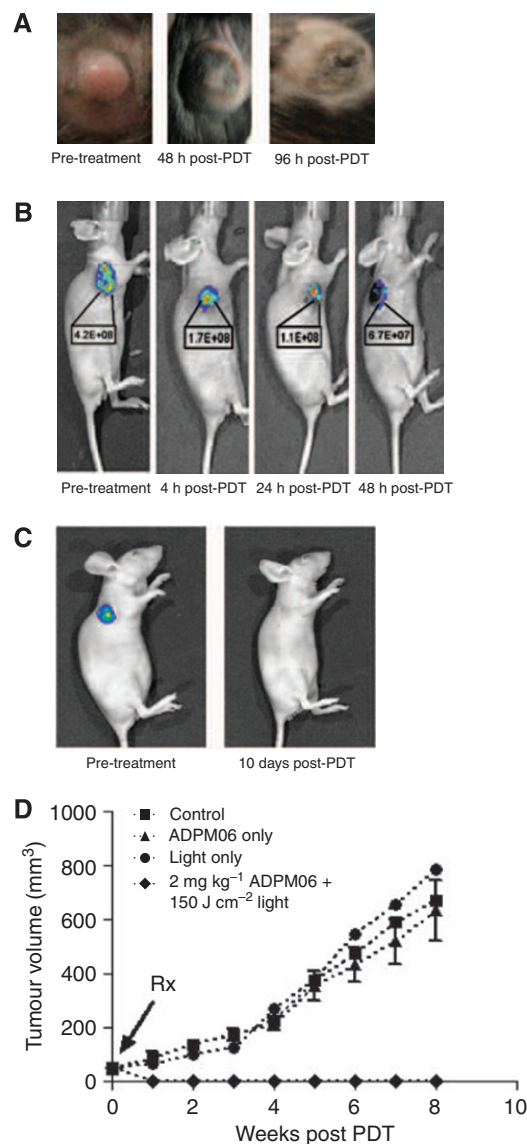 A
Pre-treatment 48 h post-PDT 96 h post-PDT
B
4.2E+08 1.7E+08 1.1E+08 6.7E+07
Pre-treatment 4 h post-PDT 24 h post-PDT 48 h post-PDT
C
Pre-treatment 10 days post-PDT
D
1000
800
600
400
200
0
Tumour volume (mm³)
Control
ADPM06 only
Light only
2 mg kg⁻¹ ADPM06 +
150 J cm⁻² light
Rx
0 2 4 6 8 10
Weeks post PDT